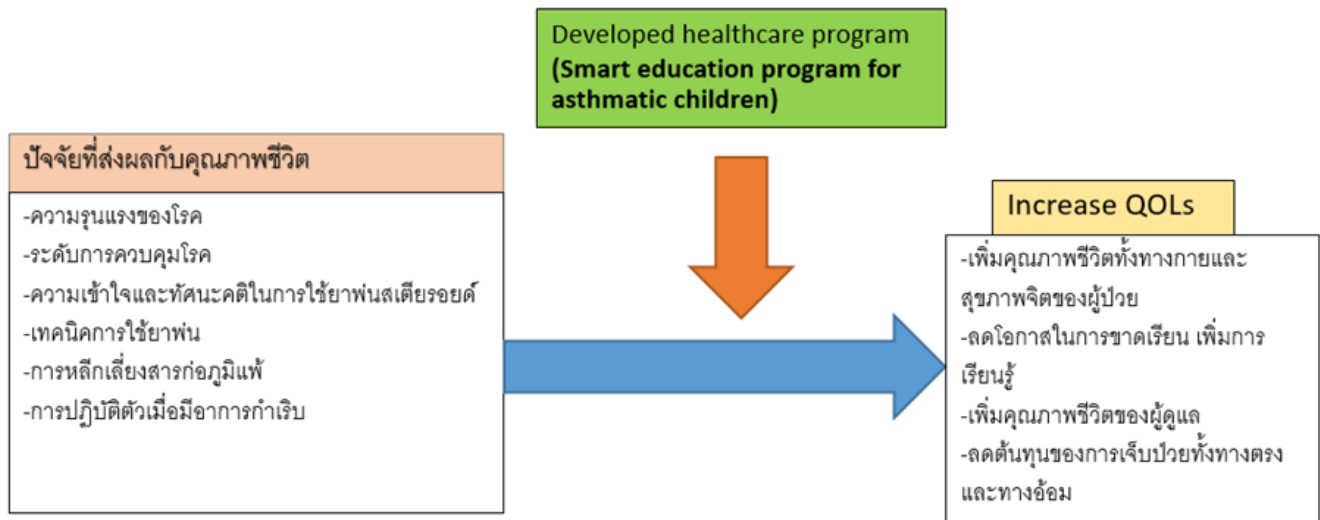 Developed healthcare program
(Smart education program for
asthmatic children)
ปัจจัยที่ส่งผลกับคุณภาพชีวิต
-ความรุนแรงของโรค
-ระดับการควบคุมโรค
-ความเข้าใจและทัศนะคติในการใช้ยาพ่นสเตียรอยด์
-เทคนิคการใช้ยาพ่น
-การหลีกเลี่ยงสารก่อภูมิแพ้
-การปฏิบัติตัวเมื่อมีอาการกำเริบ
Increase QOLs
-เพิ่มคุณภาพชีวิตทั้งทางกายและ
สุขภาพจิตของผู้ป่วย
-ลดโอกาสในการขาดเรียน เพิ่มการ
เรียนรู้
-เพิ่มคุณภาพชีวิตของผู้ดูแล
-ลดต้นทุนของการเจ็บป่วยทั้งทางตรง
และทางอ้อม